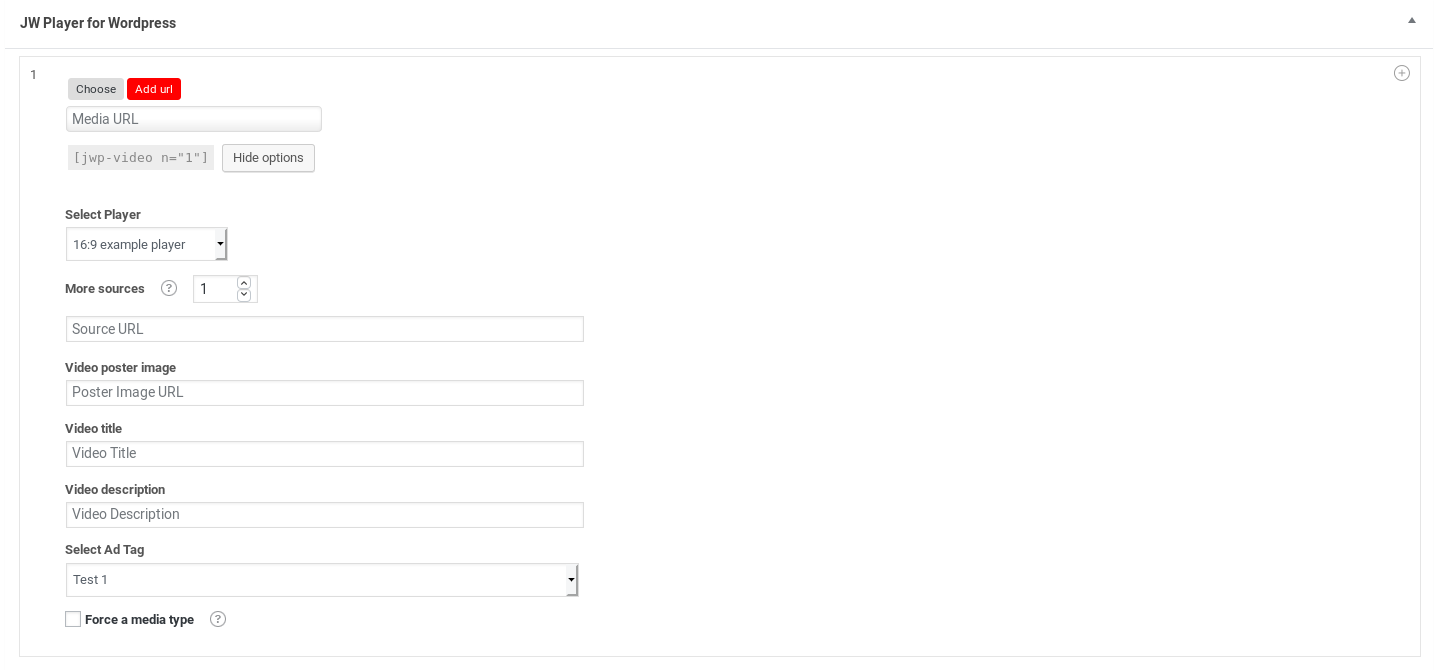 JW Player for Wordpress
1
Choose Add url
Media URL
[jwp-video n="1"] Hide options
Select Player
16:9 example player
More sources ? 1
Source URL
Video poster image
Poster Image URL
Video title
Video Title
Video description
Video Description
Select Ad Tag
Test 1
Force a media type ?